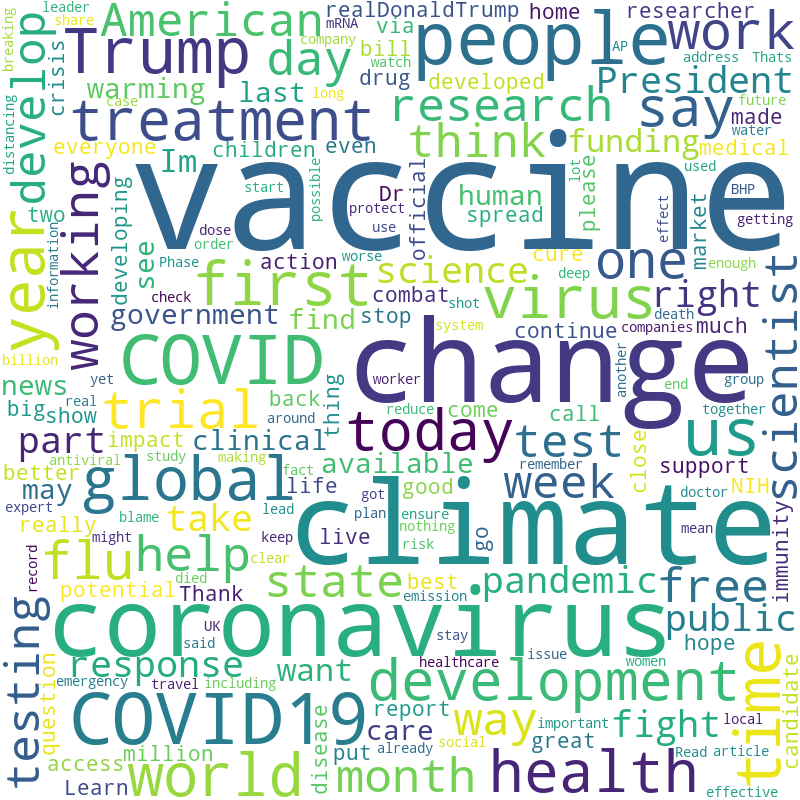 leader
share
breaking
crisis
develop
Trump
American
realDonaldTrump
home
via
mRNA
company
watch
bill
day
people
AP
work
researcher
address
Thats
President
future
case
long
warming
last
drug
developed
research
say
made
water
distancing
treatment
everyone
Im
children
even
think
funding
medical
used
lot
please
vaccine
year
two
working
developing
see
start
possible
Dr
protect
use
official
human
spread
effect
BHP
getting
market
information
dose
order
Phase
check
action
worse
science
cure
one
deep
enough
scientist
government
first
find
stop
combat
shot
virus
right
death
companies
much
continue
system
billion
yet
COVID
change
another
end
group
news
real
worker
big
show
trial
back
around
thing
reduce
come
call
together
today
test
us
part
impact
clinical
making
fact
study
antiviral
better
may
global
available
life
good
week
remember
close
support
doctor
NIH
immunity
expert
really
blame
take
lead
got
plan
ensure
nothing
live
risk
go
climate
mean
might
keep
clear
flu
help
state
best
pandemic
free
record
potential
died
Thank
emission
public
testing
UK
said
coronavirus
stay
hope
question
response
want
healthcare
issue
women
emergency
travel
including
development
time
candidate
COVID19
disease
report
care
way
important
fight
local
access
million
put
already
social
great
Read
article
Learn
world
month
health
effective